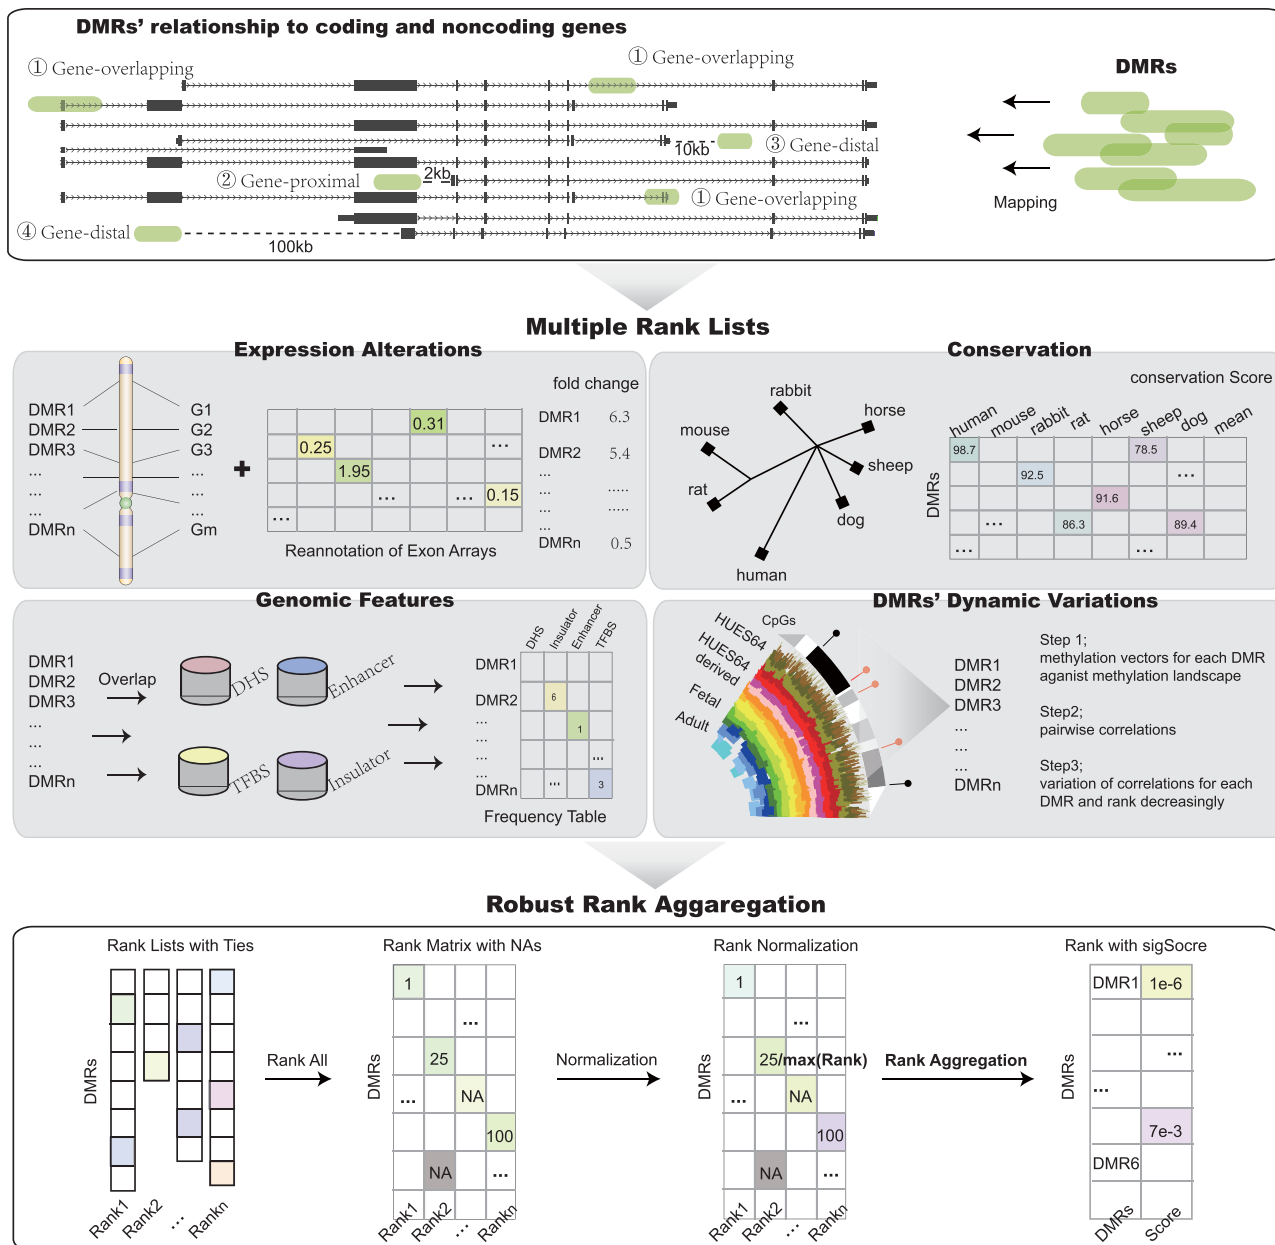 DMRs' relationship to coding and noncoding genes
① Gene-overlapping
① Gene-overlapping
DMRs
10kb
③ Gene-distal
② Gene-proximal
2kb
① Gene-overlapping
Mapping
④ Gene-distal
100kb
Multiple Rank Lists
Expression Alterations
DMR1
DMR2
DMR3
...
...
...
DMRn
G1
G2
G3
...
...
...
Gm
+
0.31
0.25
...
1.95
...
...
0.15
...
Reannotation of Exon Arrays
fold change
DMR1 6.3
DMR2 5.4
...
... .....
... .....
...
DMRn 0.5
Conservation
rabbit
horse
mouse
sheep
rat
dog
human
conservation Score
human
mouse
rabbit
rat
horse
sheep
dog
mean
DMRs
98.7
78.5
92.5
...
91.6
...
86.3
89.4
...
...
Genomic Features
DMR1
DMR2
DMR3
...
...
...
DMRn
Overlap
DHS
Enhancer
TFBS
Insulator
DHS
Insulator
Enhancer
TFBS
DMR1
DMR2
...
...
...
...
DMRn
6
1
...
...
3
Frequency Table
DMRs' Dynamic Variations
CpGs
HUES64
HUES64
derived
Fetal
Adult
DMR1
DMR2
DMR3
...
...
...
DMRn
Step 1;
methylation vectors for each DMR
aganist methylation landscape
Step2;
pairwise correlations
Step3;
variation of correlations for each
DMR and rank decreasingly
Robust Rank Aggaregation
Rank Lists with Ties
DMRs
Rank1
Rank2
...
Rankn
Rank All
Rank Matrix with NAs
DMRs
1
...
25
...
NA
100
NA
...
Rank1
Rank2
...
Rankn
Normalization
Rank Normalization
DMRs
1
...
25/max(Rank)
...
NA
100
NA
...
Rank1
Rank2
...
Rankn
Rank Aggregation
Rank with sigSocre
DMRs
DMR1 1e-6
...
...
7e-3
DMR6
DMRs
Score